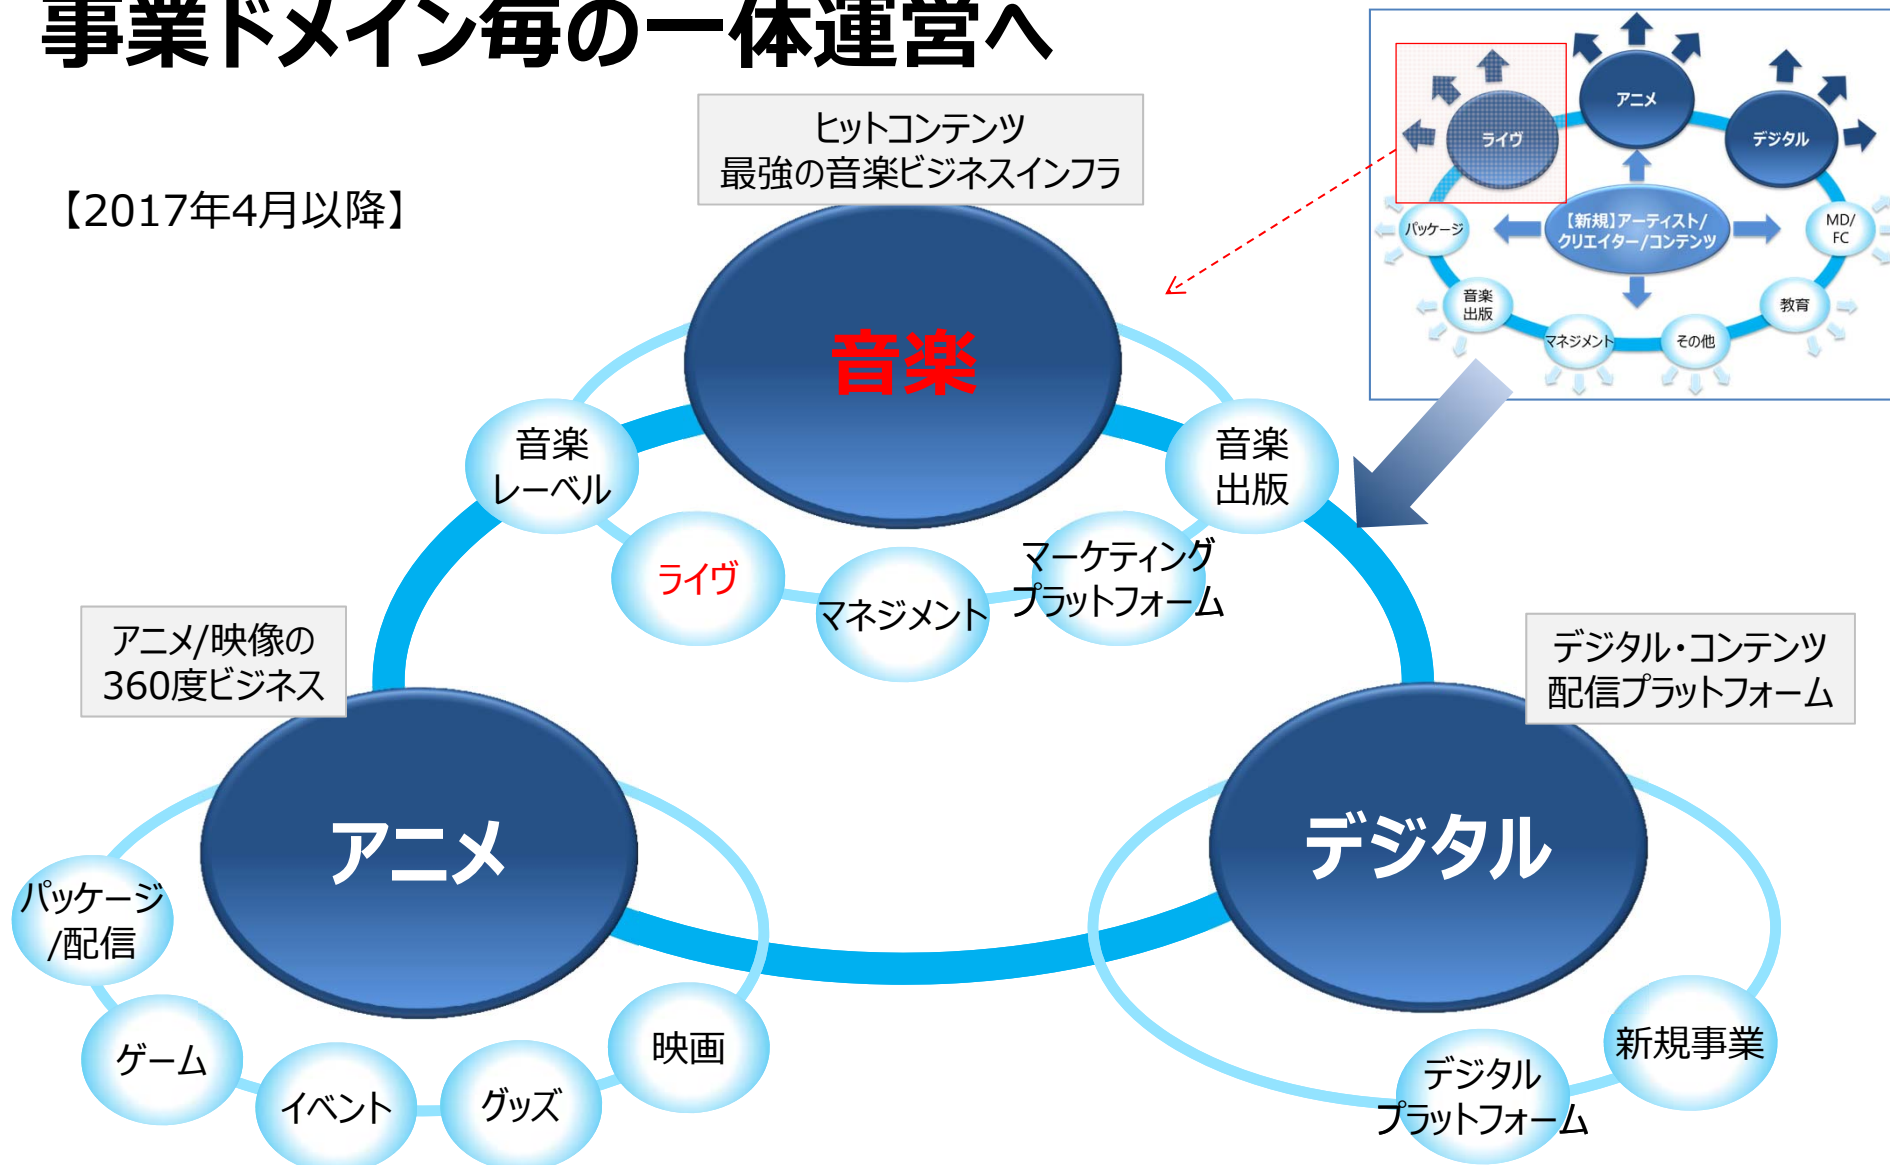 事業ドメイン毎の一体運営へ
【2017年4月以降】
ヒットコンテンツ
最強の音楽ビジネスインフラ
アニメ
ライヴ
デジタル
【新規】アーティスト/
クリエイター/コンテンツ
パッケージ
MD/
FC
音楽
出版
教育
マネジメント
その他
音楽
音楽
レーベル
音楽
出版
ライヴ
マネジメント
マーケティング
プラットフォーム
アニメ/映像の
360度ビジネス
デジタル・コンテンツ
配信プラットフォーム
アニメ
デジタル
パッケージ
/配信
ゲーム
イベント
グッズ
映画
デジタル
プラットフォーム
新規事業